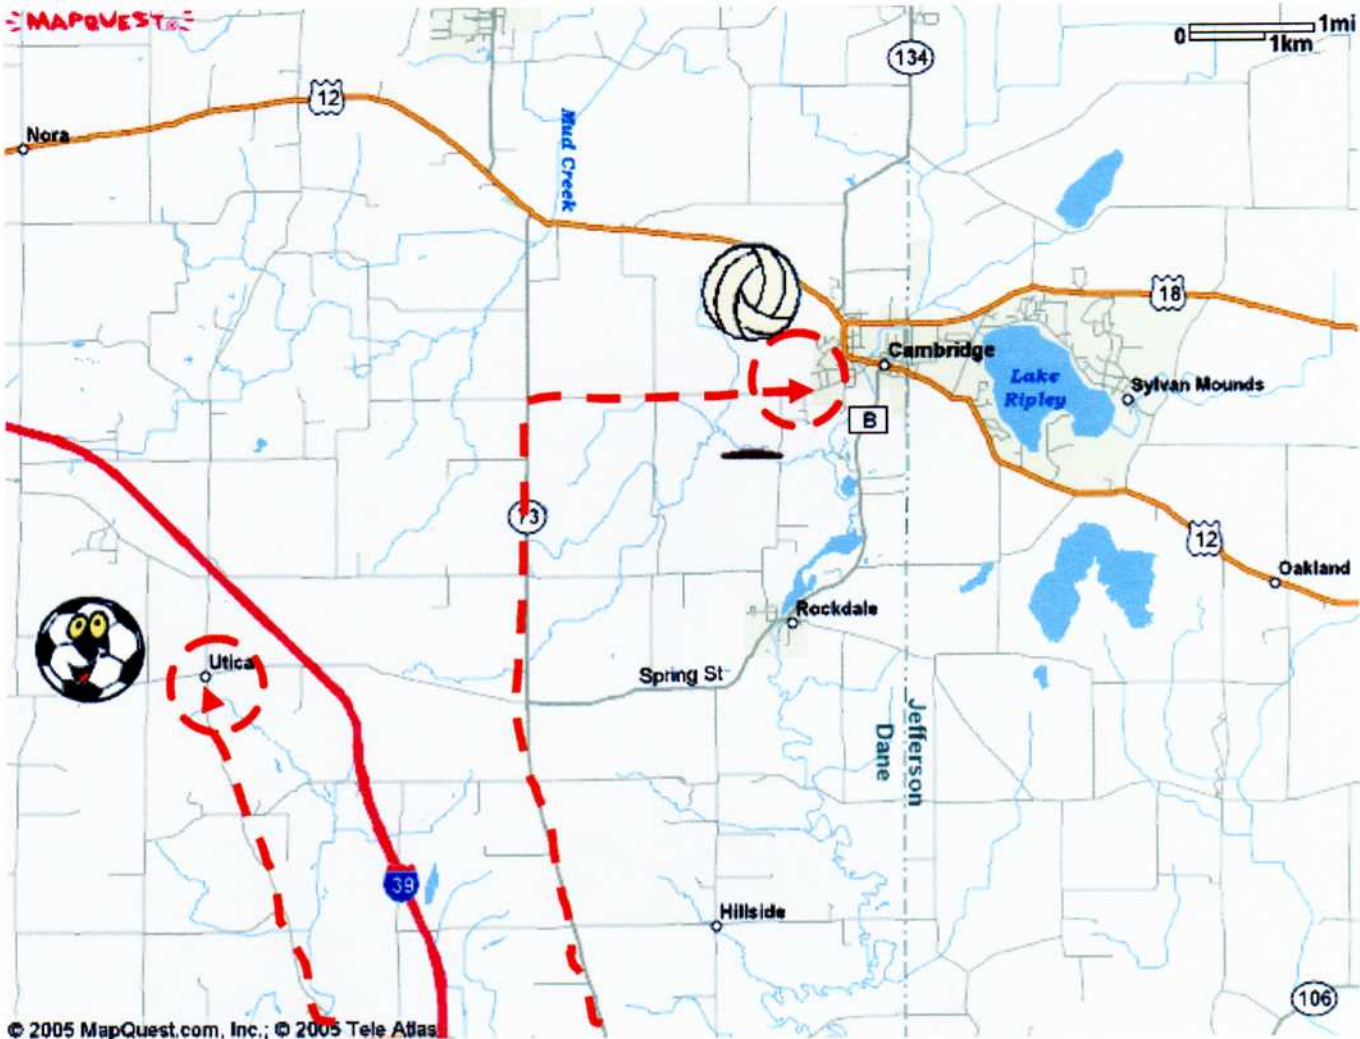 MAPQUEST
0 1mi
1km
134
12
Nora
Mud Creek
18
Cambridge
Lake
Ripley
Sylvan Mounds
B
73
12
Oakland
Rockdale
Utica
Spring St
Jefferson
Dane
39
Hillside
106
© 2005 MapQuest.com, Inc.; © 2005 Tele Atlas